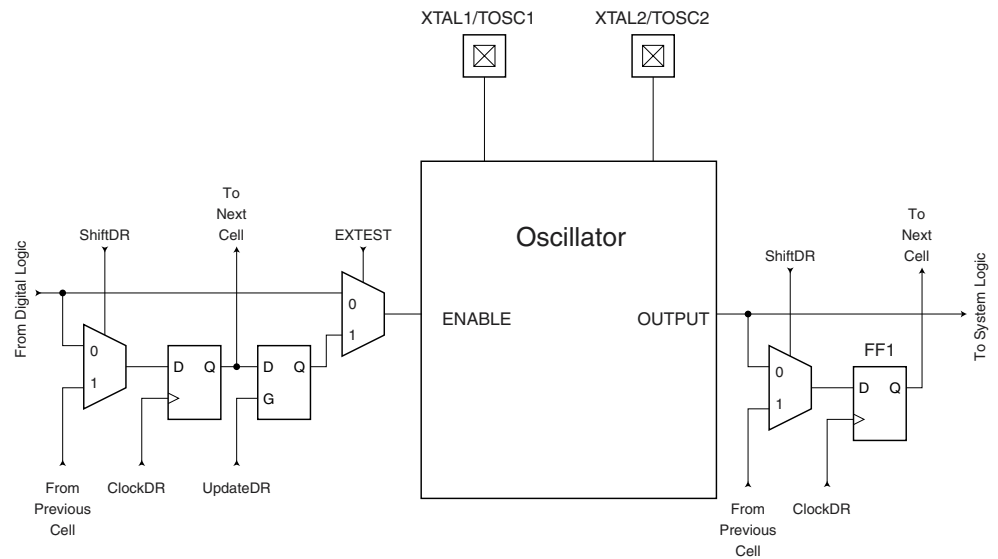 XTAL1/TOSC1
XTAL2/TOSC2
From Digital Logic
ShiftDR
To
Next
Cell
EXTEST
0
1
0
1
D
Q
D
Q
G
From
Previous
Cell
ClockDR
UpdateDR
Oscillator
ENABLE
OUTPUT
ShiftDR
To
Next
Cell
To System Logic
FF1
0
1
D
Q
From
Previous
Cell
ClockDR